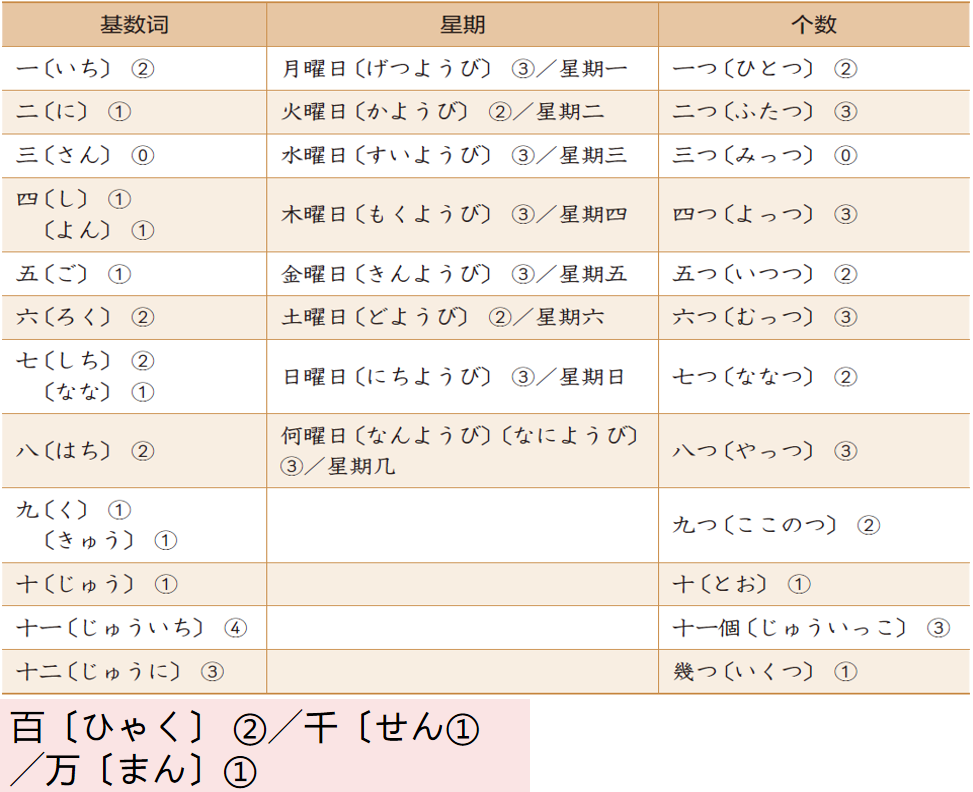 基数词 星期 个数
一〔いち〕 ② 月曜日〔げつようび〕 ③／星期一 一つ〔ひとつ〕 ②
二〔に〕 ① 火曜日〔かようび〕 ②／星期二 二つ〔ふたつ〕 ③
三〔さん〕 ⓪ 水曜日〔すいようび〕 ③／星期三 三つ〔みっつ〕 ⓪
四〔し〕 ①
〔よん〕 ① 木曜日〔もくようび〕 ③／星期四 四つ〔よっつ〕 ③
五〔ご〕 ① 金曜日〔きんようび〕 ③／星期五 五つ〔いつつ〕 ②
六〔ろく〕 ② 土曜日〔どようび〕 ②／星期六 六つ〔むっつ〕 ③
七〔しち〕 ②
〔なな〕 ① 日曜日〔にちようび〕 ③／星期日 七つ〔ななつ〕 ②
八〔はち〕 ② 何曜日〔なんようび〕〔なにようび〕
③／星期几 八つ〔やっつ〕 ③
九〔く〕 ①
〔きゅう〕 ① 九つ〔ここのつ〕 ②
十〔じゅう〕 ① 十〔とお〕 ①
十一〔じゅういち〕 ④ 十一個〔じゅういっこ〕 ③
十二〔じゅうに〕 ③ 幾つ〔いくつ〕 ①
百〔ひゃく〕 ②／千〔せん①
／万〔まん〕①